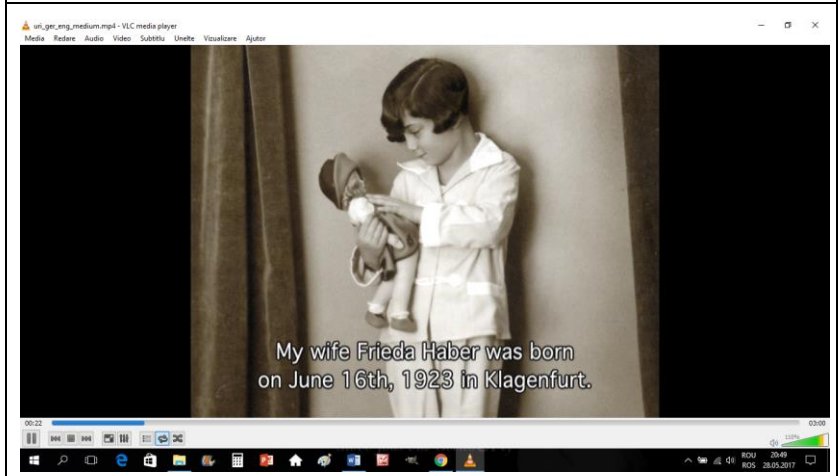 uri_ger_eng_medium.mp4 - VLC media player
Media Redare Audio Video Subtitlu Unelte Vizualizare Ajutor
My wife Frieda Haber was born
on June 16th, 1923 in Klagenfurt.
00:22 03:00
110%
ROU 20:49
ROS 28.05.2017